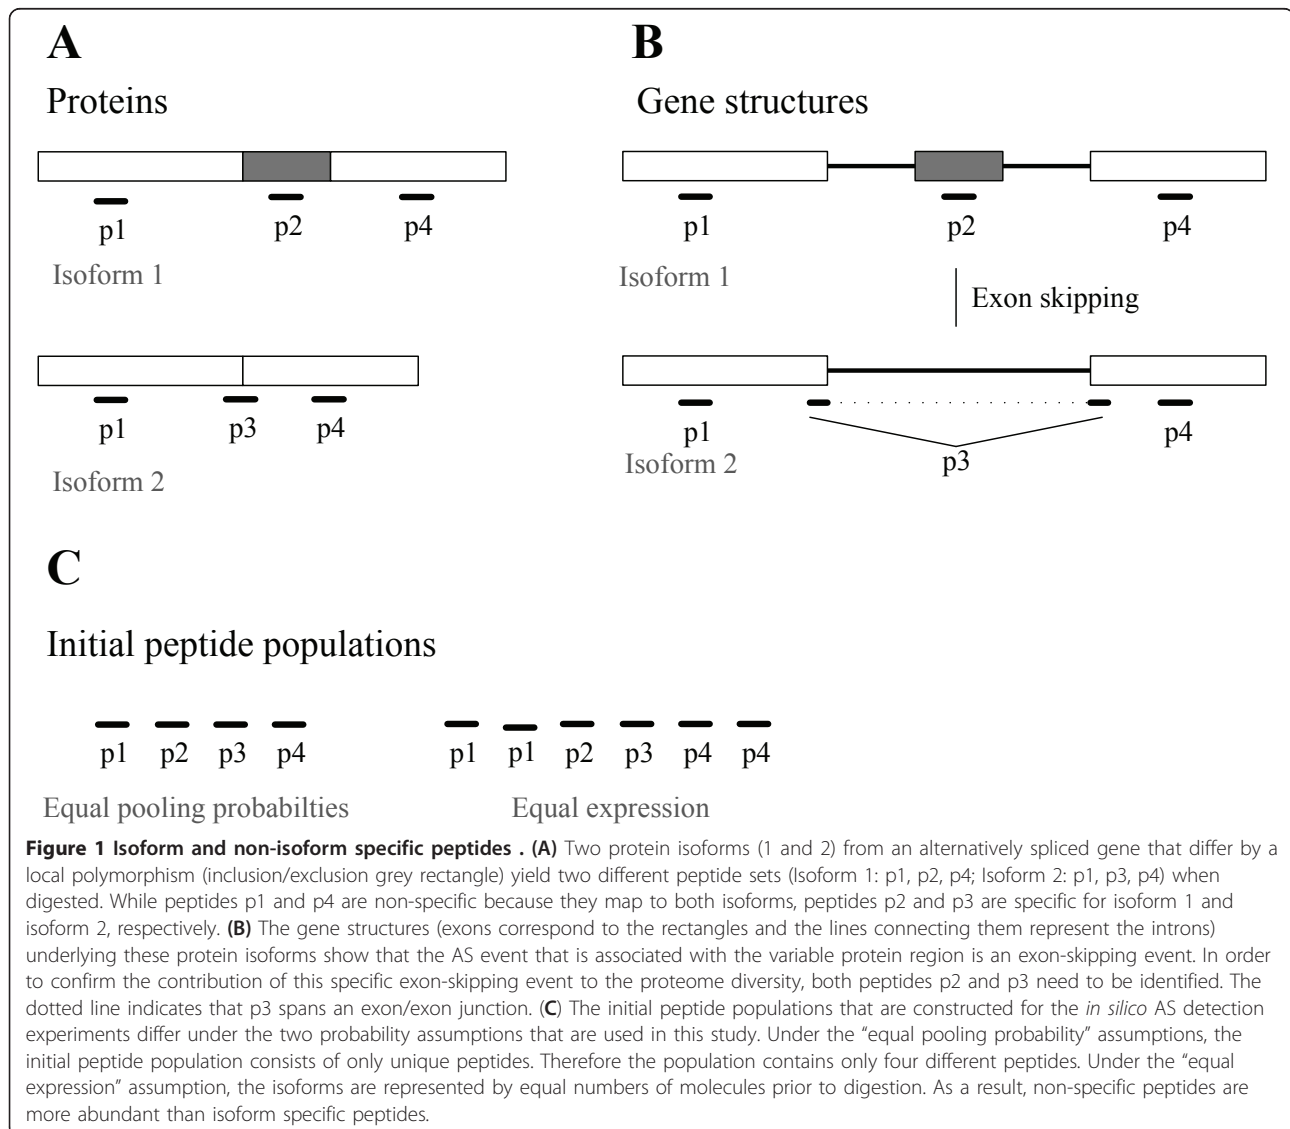 A
Proteins
p1
p2
p4
Isoform 1
p1
p3
p4
Isoform 2
B
Gene structures
p1
p2
p4
Isoform 1
Exon skipping
p1
p4
Isoform 2
p3
C
Initial peptide populations
p1 p2 p3 p4
Equal pooling probabilties
p1 p1 p2 p3 p4 p4
Equal expression
Figure 1 Isoform and non-isoform specific peptides . (A) Two protein isoforms (1 and 2) from an alternatively spliced gene that differ by a
local polymorphism (inclusion/exclusion grey rectangle) yield two different peptide sets (Isoform 1: p1, p2, p4; Isoform 2: p1, p3, p4) when
digested. While peptides p1 and p4 are non-specific because they map to both isoforms, peptides p2 and p3 are specific for isoform 1 and
isoform 2, respectively. (B) The gene structures (exons correspond to the rectangles and the lines connecting them represent the introns)
underlying these protein isoforms show that the AS event that is associated with the variable protein region is an exon-skipping event. In order
to confirm the contribution of this specific exon-skipping event to the proteome diversity, both peptides p2 and p3 need to be identified. The
dotted line indicates that p3 spans an exon/exon junction. (C) The initial peptide populations that are constructed for the in silico AS detection
experiments differ under the two probability assumptions that are used in this study. Under the “equal pooling probability” assumptions, the
initial peptide population consists of only unique peptides. Therefore the population contains only four different peptides. Under the “equal
expression” assumption, the isoforms are represented by equal numbers of molecules prior to digestion. As a result, non-specific peptides are
more abundant than isoform specific peptides.